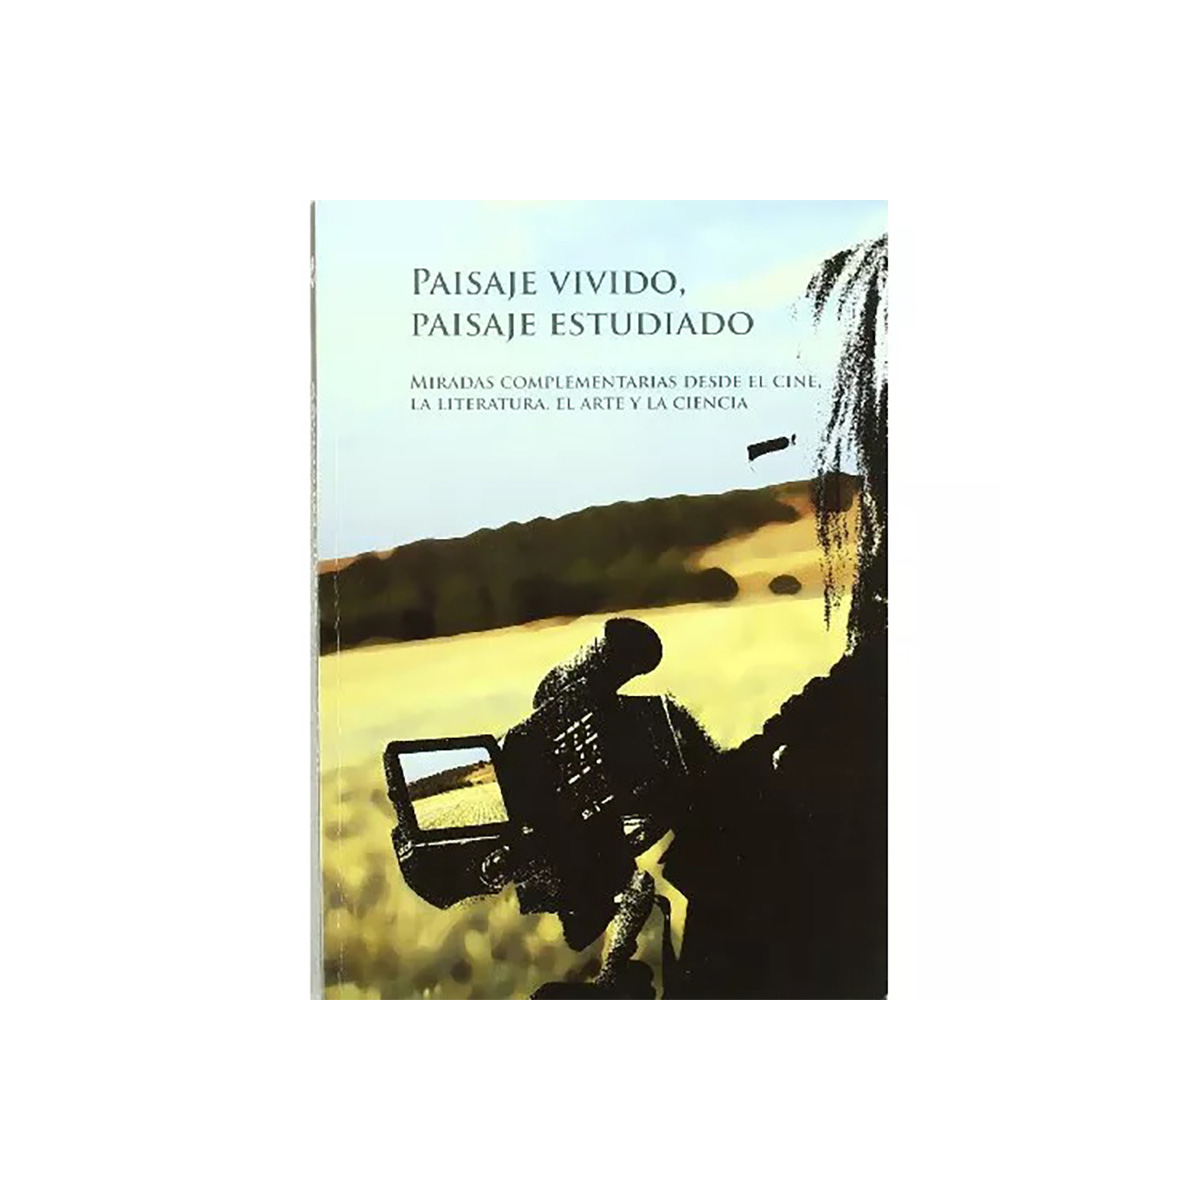 PAISAJE VIVIDO,
PAISAJE ESTUDIADO
MIRADAS COMPLEMENTARIAS DESDE EL CINE,
LA LITERATURA, EL ARTE Y LA CIENCIA